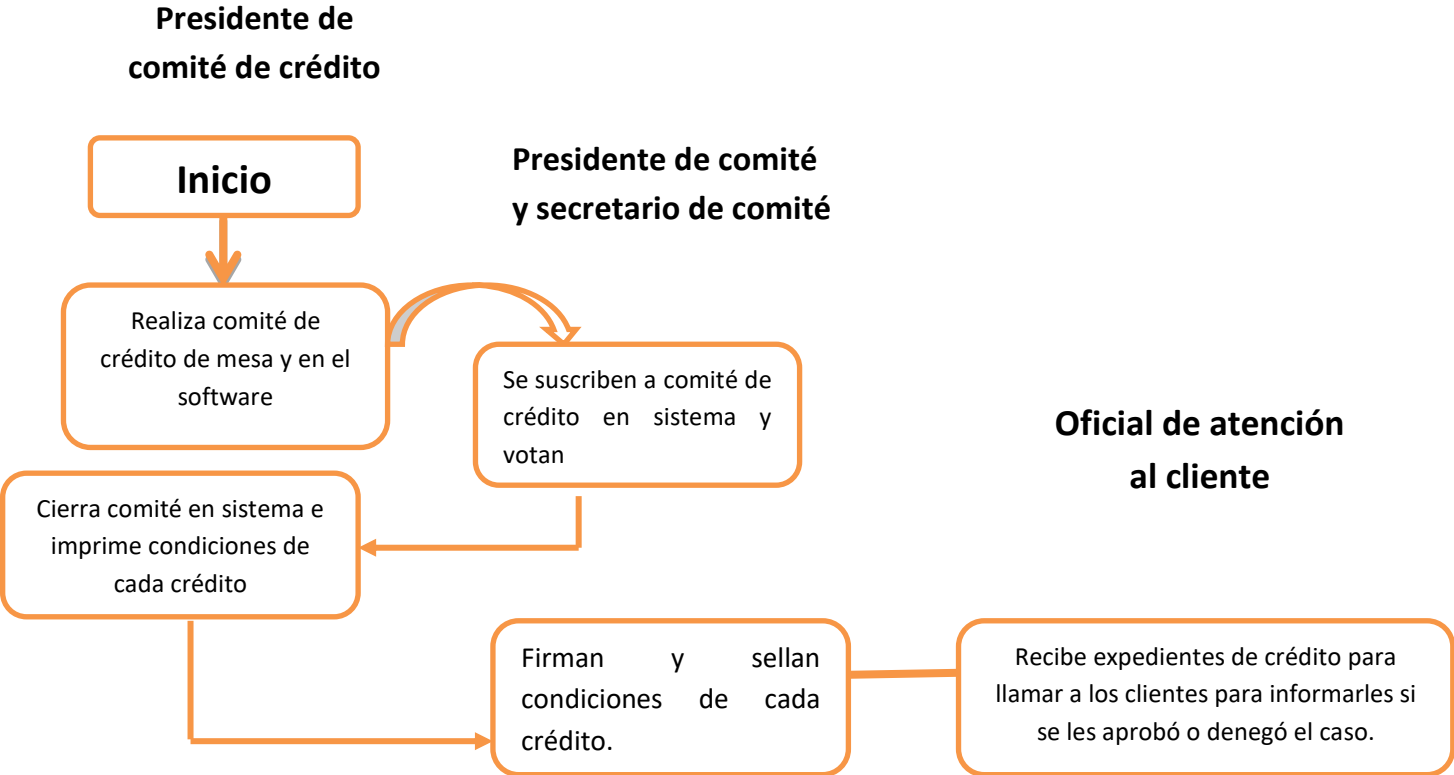 Presidente de
comité de crédito
Inicio
Presidente de comité
y secretario de comité
Realiza comité de
crédito de mesa y en el
software
Se suscriben a comité de
crédito en sistema y
votan
Oficial de atención
al cliente
Cierra comité en sistema e
imprime condiciones de
cada crédito
Firman y sellan
condiciones de cada
crédito.
Recibe expedientes de crédito para
llamar a los clientes para informarles si
se les aprobó o denegó el caso.